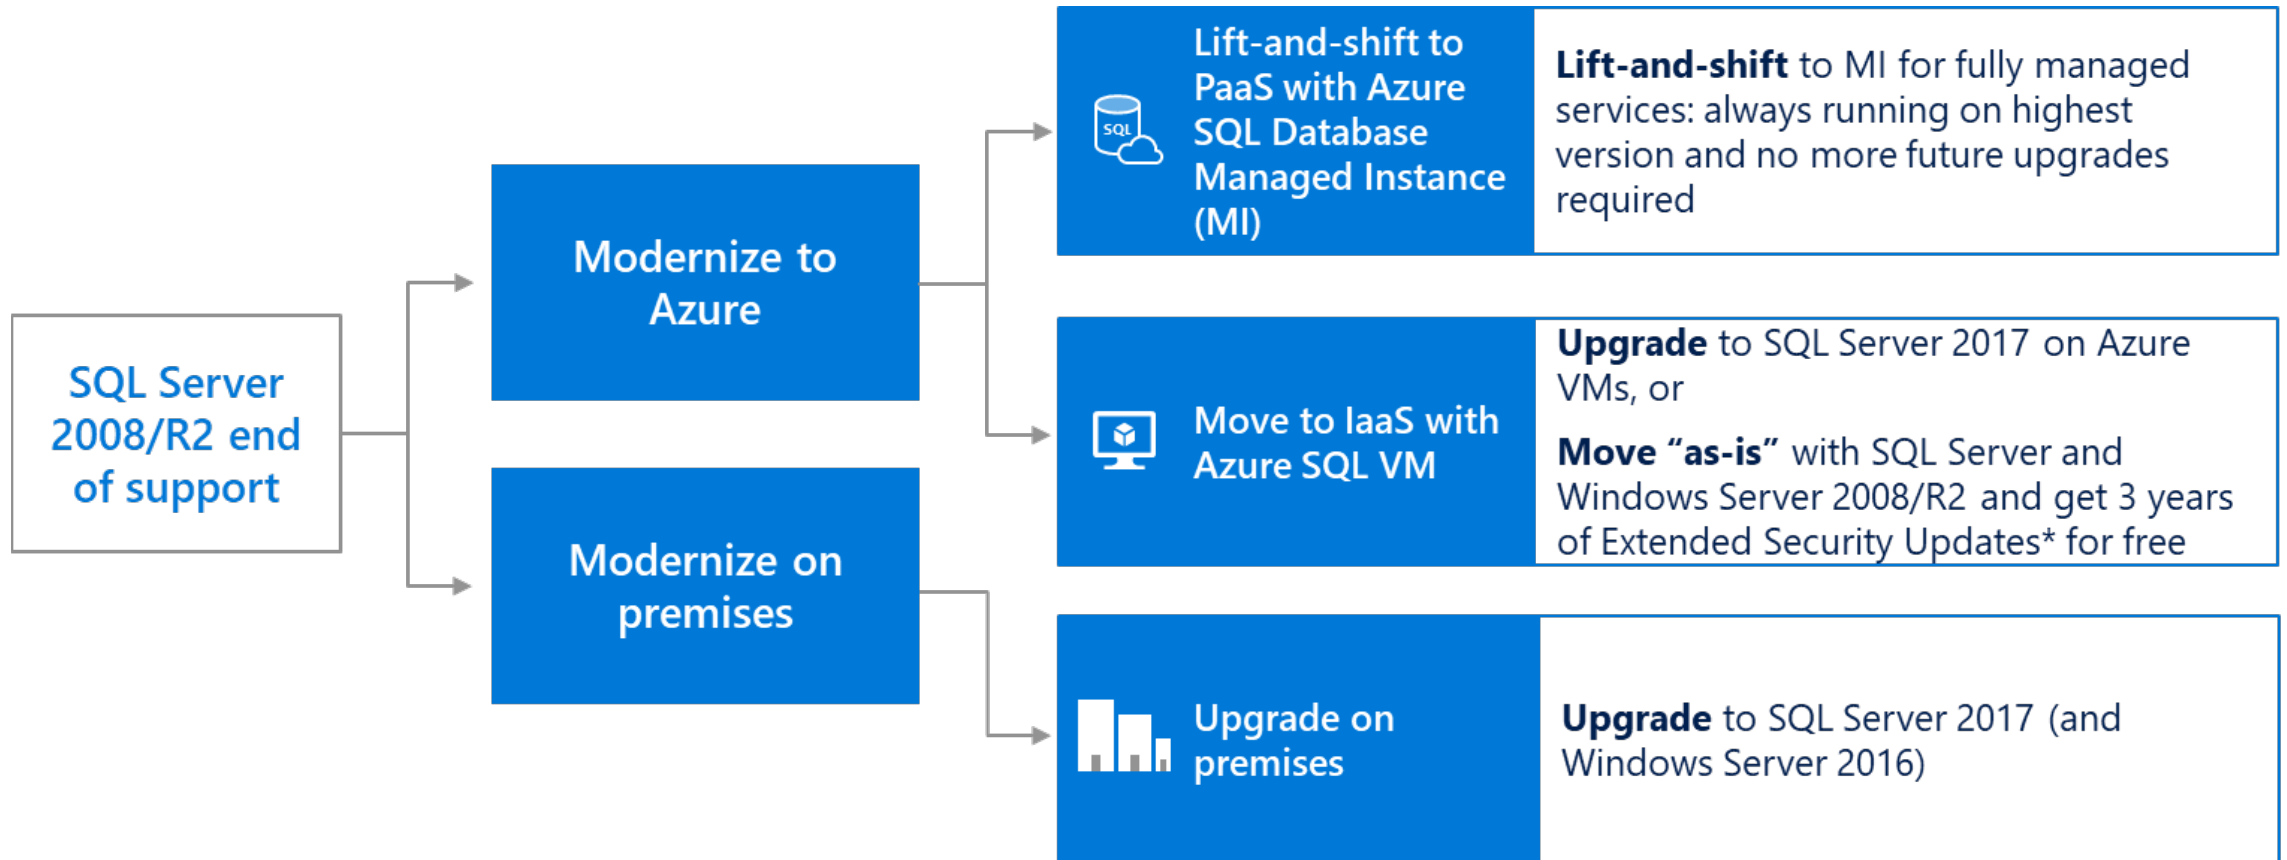 SQL Server
2008/R2 end
of support
Modernize to
Azure
Modernize on
premises
SQL
Lift-and-shift to
PaaS with Azure
SQL Database
Managed Instance
(MI)
Lift-and-shift to MI for fully managed
services: always running on highest
version and no more future upgrades
required
Move to IaaS with
Azure SQL VM
Upgrade to SQL Server 2017 on Azure
VMs, or
Move “as-is” with SQL Server and
Windows Server 2008/R2 and get 3 years
of Extended Security Updates* for free
Upgrade on
premises
Upgrade to SQL Server 2017 (and
Windows Server 2016)